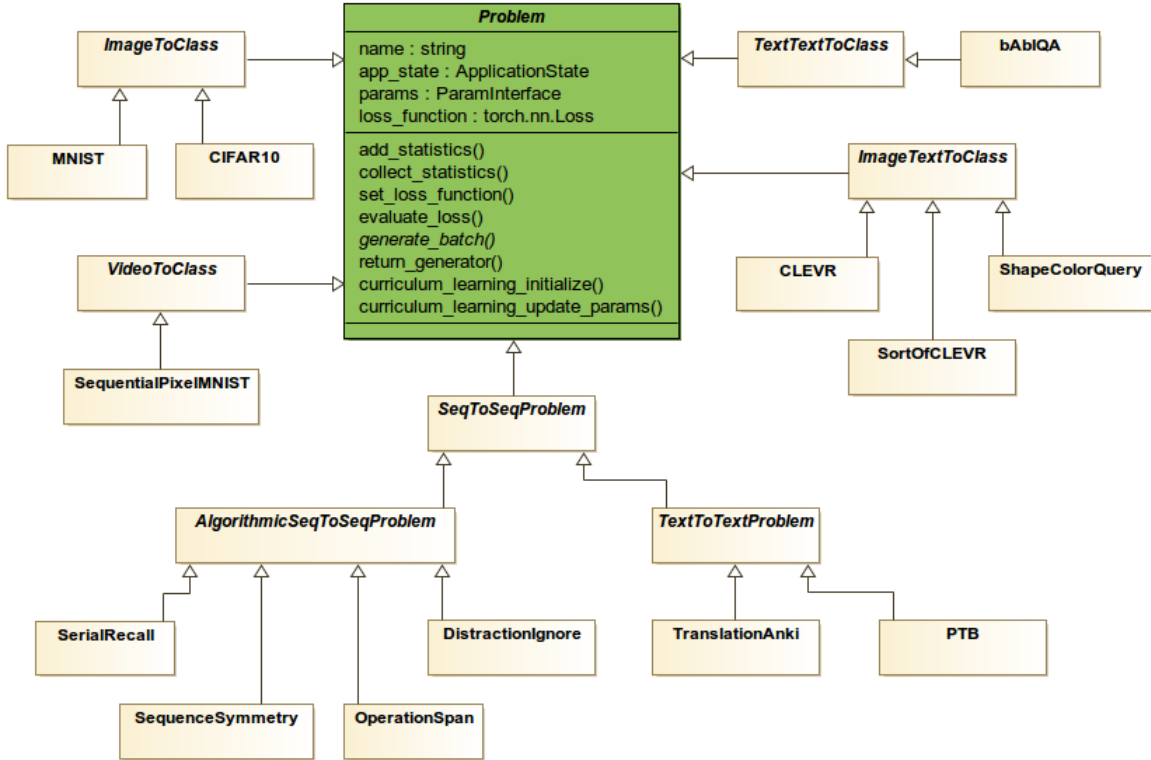 Problem
name : string
app_state : ApplicationState
params : ParamInterface
loss_function : torch.nn.Loss
add_statistics()
collect_statistics()
set_loss_function()
evaluate_loss()
generate_batch()
return_generator()
curriculum_learning_initialize()
curriculum_learning_update_params()
ImageToClass
MNIST
CIFAR10
VideoToClass
SequentialPixelMNIST
TextTextToClass
bAbIQA
ImageTextToClass
CLEVR
ShapeColorQuery
SortOfCLEVR
SeqToSeqProblem
AlgorithmicSeqToSeqProblem
TextToTextProblem
SerialRecall
DistractionIgnore
TranslationAnki
PTB
SequenceSymmetry
OperationSpan